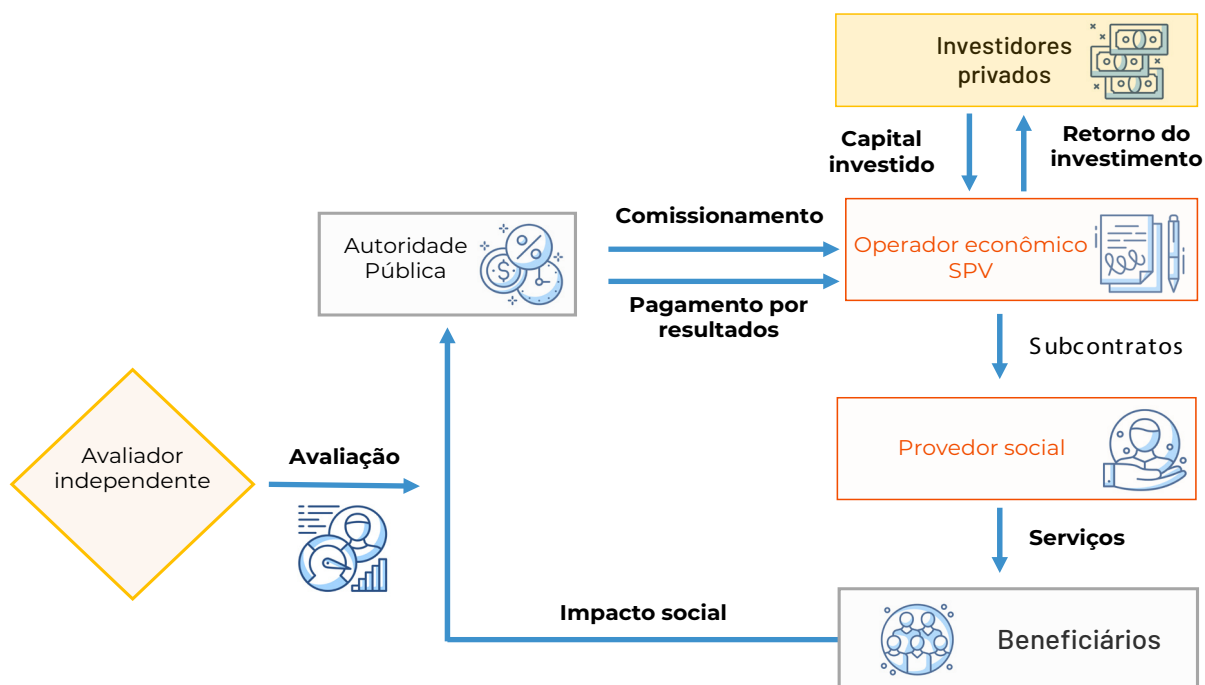 Investidores
privados
Capital
investido
Retorno do
investimento
Autoridade
Pública
Comissionamento
Pagamento por
resultados
Operador econômico
SPV
Subcontratos
Provedor social
Avaliador
independente
Avaliação
Serviços
Impacto social
Beneficiários